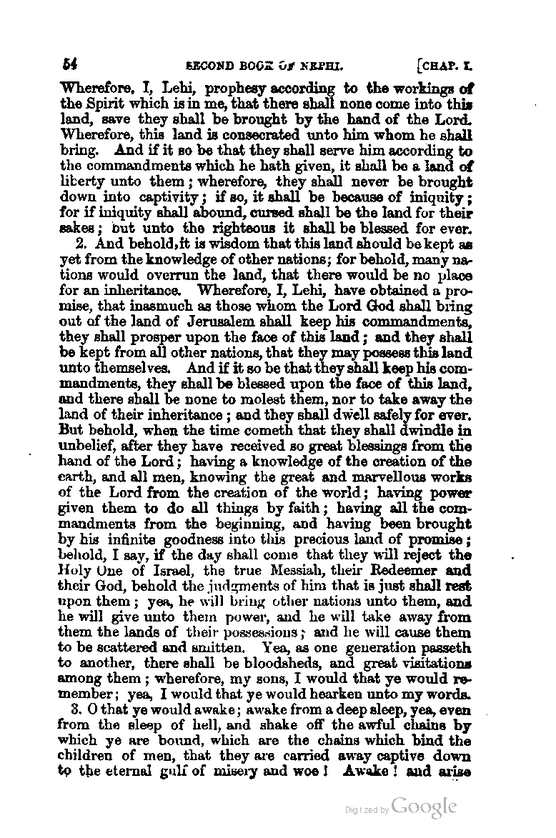 54 SECOND BOOK OF NEPHI. [CHAP. I.
Wherefore, I, Lehi, prophesy according to the workings of
the Spirit which is in me, that there shall none come into this
land, save they shall be brought by the hand of the Lord.
Wherefore, this land is consecrated unto him whom he shall
bring. And if it so be that they shall serve him according to
the commandments which he hath given, it shall be a land of
liberty unto them; wherefore, they shall never be brought
down into captivity; if so, it shall be because of iniquity;
for if iniquity shall abound, cursed shall be the land for their
sakes; but unto the righteous it shall be blessed for ever.
2. And behold, it is wisdom that this land should be kept as
yet from the knowledge of other nations; for behold, many na-
tions would overrun the land, that there would be no place
for an inheritance. Wherefore, I, Lehi, have obtained a pro-
mise, that inasmuch as those whom the Lord God shall bring
out of the land of Jerusalem shall keep his commandments,
they shall prosper upon the face of this land; and they shall
be kept from all other nations, that they may possess this land
unto themselves. And if it so be that they shall keep his com-
mandments, they shall be blessed upon the face of this land,
and there shall be none to molest them, nor to take away the
land of their inheritance; and they shall dwell safely for ever.
But behold, when the time cometh that they shall dwindle in
unbelief, after they have received so great blessings from the
hand of the Lord; having a knowledge of the creation of the
earth, and all men, knowing the great and marvellous works
of the Lord from the creation of the world; having power
given them to do all things by faith; having all the com-
mandments from the beginning, and having been brought
by his infinite goodness into this precious land of promise;
behold, I say, if the day shall come that they will reject the
Holy One of Israel, the true Messiah, their Redeemer and
their God, behold the judgments of him that is just shall rest
upon them; yea, he will bring other nations unto them, and
he will give unto them power, and he will take away from
them the lands of their possessions; and he will cause them
to be scattered and smitten. Yea, as one generation passeth
to another, there shall be bloodsheds, and great visitations
among them; wherefore, my sons, I would that ye would re-
member; yea, I would that ye would hearken unto my words.
3. O that ye would awake; awake from a deep sleep, yea, even
from the sleep of hell, and shake off the awful chains by
which ye are bound, which are the chains which bind the
children of men, that they are carried away captive down
to the eternal gulf of misery and woe! Awake! and arise
Digitized by Google